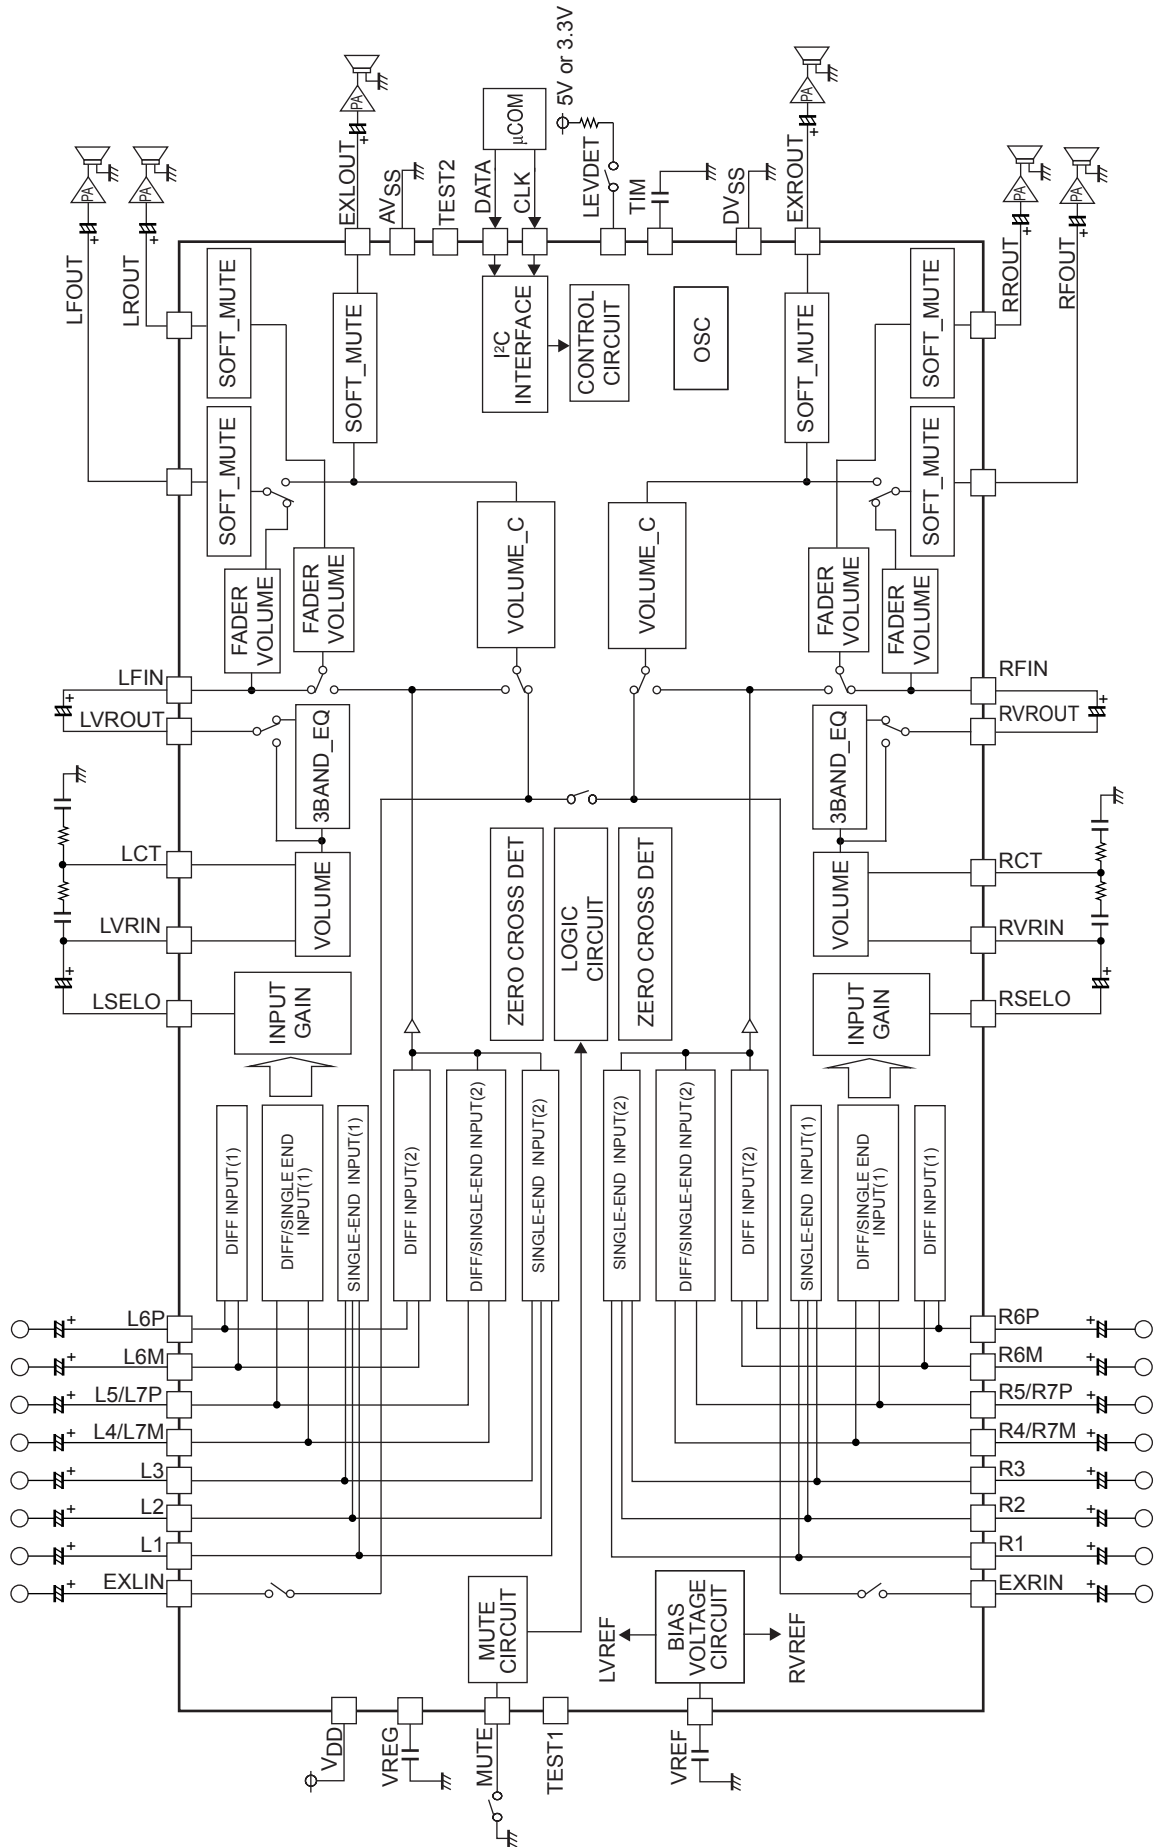 5V or 3.3V
PA
PA
PA
PA
PA
PA
LFOUT
LROUT
EXLOUT
AVSS
TEST2
DATA
µCOM
CLK
LEVDET
TIM
DVSS
EXROUT
RROUT
RFOUT
SOFT_MUTE
SOFT_MUTE
SOFT_MUTE
I²C
INTERFACE
CONTROL
CIRCUIT
OSC
SOFT_MUTE
SOFT_MUTE
SOFT_MUTE
FADER
VOLUME
FADER
VOLUME
VOLUME_C
VOLUME_C
FADER
VOLUME
FADER
VOLUME
LFIN
LVROUT
LCT
LVRIN
LSELO
RFIN
RVROUT
RCT
RVRIN
RSELO
3BAND_EQ
VOLUME
3BAND_EQ
VOLUME
ZERO CROSS DET
LOGIC
CIRCUIT
ZERO CROSS DET
INPUT
GAIN
INPUT
GAIN
DIFF INPUT(1)
DIFF/SINGLE END
INPUT(1)
SINGLE-END INPUT(1)
DIFF INPUT(2)
DIFF/SINGLE-END INPUT(2)
SINGLE-END INPUT(2)
SINGLE-END INPUT(2)
DIFF/SINGLE-END INPUT(2)
DIFF INPUT(2)
SINGLE-END INPUT(1)
DIFF/SINGLE END
INPUT(1)
DIFF INPUT(1)
L6P
L6M
L5/L7P
L4/L7M
L3
L2
L1
EXLIN
R6P
R6M
R5/R7P
R4/R7M
R3
R2
R1
EXRIN
MUTE
CIRCUIT
LVREF
BIAS
VOLTAGE
CIRCUIT
RVREF
VDD
VREG
MUTE
TEST1
VREF